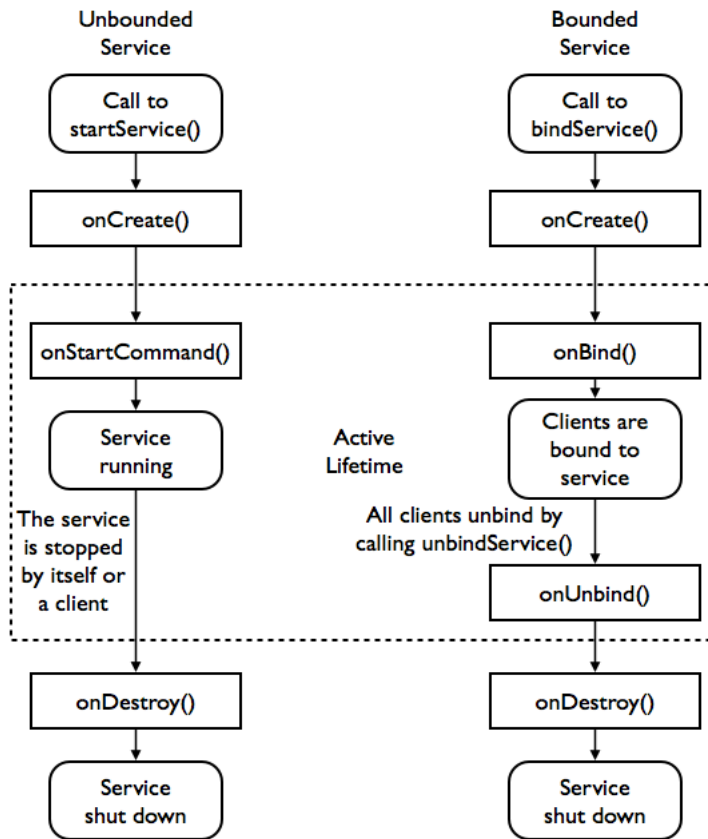 Unbounded
Service
Call to
startService()
onCreate()
onStartCommand()
Service
running
The service
is stopped
by itself or
a client
onDestroy()
Service
shut down
Active
Lifetime
Bounded
Service
Call to
bindService()
onCreate()
onBind()
Clients are
bound to
service
All clients unbind by
calling unbindService()
onUnbind()
onDestroy()
Service
shut down